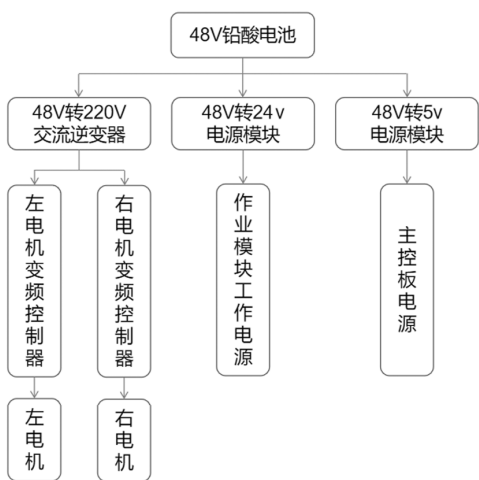 48V铅酸电池
48V转220V
交流逆变器
48V转24v
电源模块
48V转5v
电源模块
左电机变频控制器
右电机变频控制器
作业模块工作电源
主控板电源
左电机
右电机